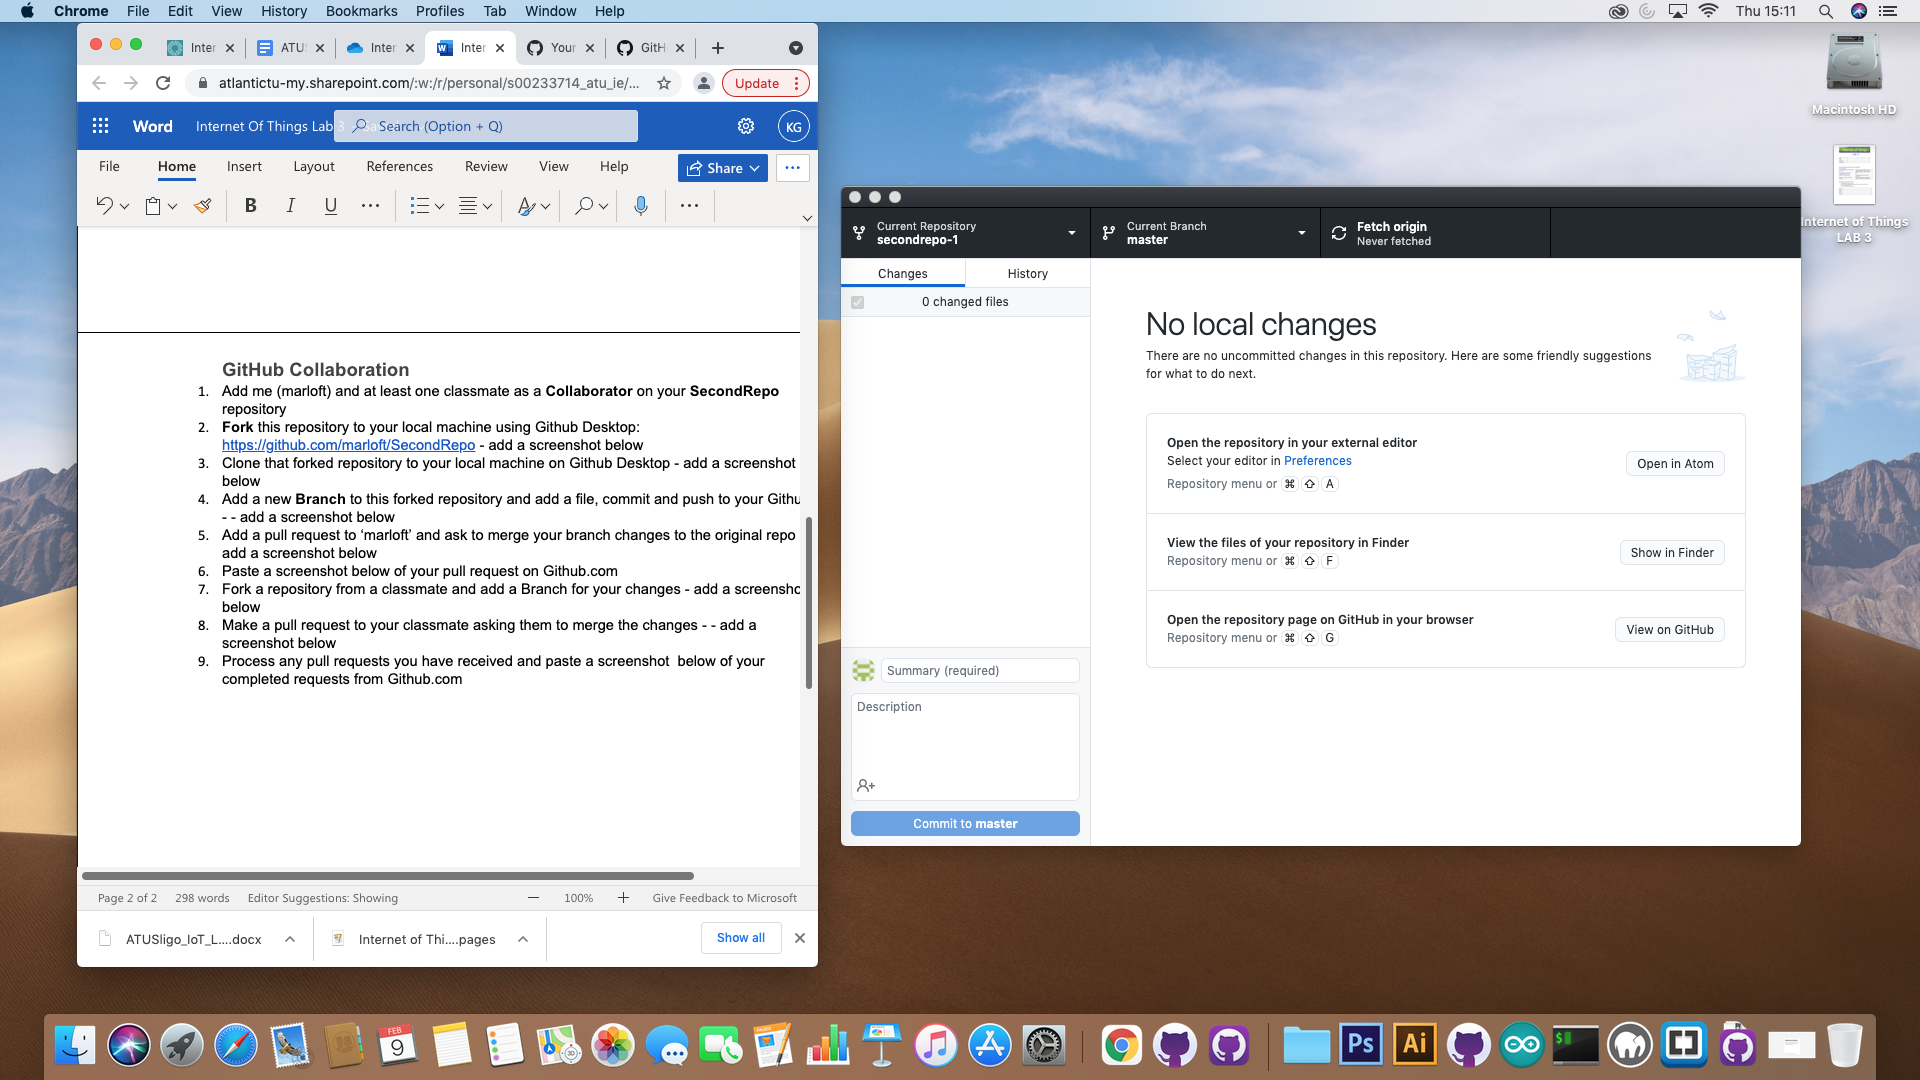 Chrome File Edit View History Bookmarks Profiles Tab Window Help
Thu 15:11
Inter
ATUS
Inter
Inter
Your
GitH
atlantictu-my.sharepoint.com/:w:/r/personal/s00233714_atu_ie/...
Update
Word
Internet Of Things Lab 3
Search (Option + Q)
KG
File Home Insert Layout References Review View Help
Share
B I U
GitHub Collaboration
1. Add me (marloft) and at least one classmate as a Collaborator on your SecondRepo
repository
2. Fork this repository to your local machine using Github Desktop:
https://github.com/marloft/SecondRepo - add a screenshot below
3. Clone that forked repository to your local machine on Github Desktop - add a screenshot
below
4. Add a new Branch to this forked repository and add a file, commit and push to your Githu
- - add a screenshot below
5. Add a pull request to ‘marloft’ and ask to merge your branch changes to the original repo
add a screenshot below
6. Paste a screenshot below of your pull request on Github.com
7. Fork a repository from a classmate and add a Branch for your changes - add a screensho
below
8. Make a pull request to your classmate asking them to merge the changes - - add a
screenshot below
9. Process any pull requests you have received and paste a screenshot below of your
completed requests from Github.com
Page 2 of 2 298 words Editor Suggestions: Showing 100% Give Feedback to Microsoft
ATUSligo_IoT_L....docx
Internet of Thi....pages
Show all
Current Repository
secondrepo-1
Current Branch
master
Fetch origin
Never fetched
Changes
History
0 changed files
No local changes
There are no uncommitted changes in this repository. Here are some friendly suggestions
for what to do next.
Open the repository in your external editor
Select your editor in Preferences
Repository menu or ⌘ ⇧ A
Open in Atom
View the files of your repository in Finder
Repository menu or ⌘ ⇧ F
Show in Finder
Open the repository page on GitHub in your browser
Repository menu or ⌘ ⇧ G
View on GitHub
Summary (required)
Description
Commit to master
Macintosh HD
Internet of Things
LAB 3
FEB
9
PAGES
Ps
Ai